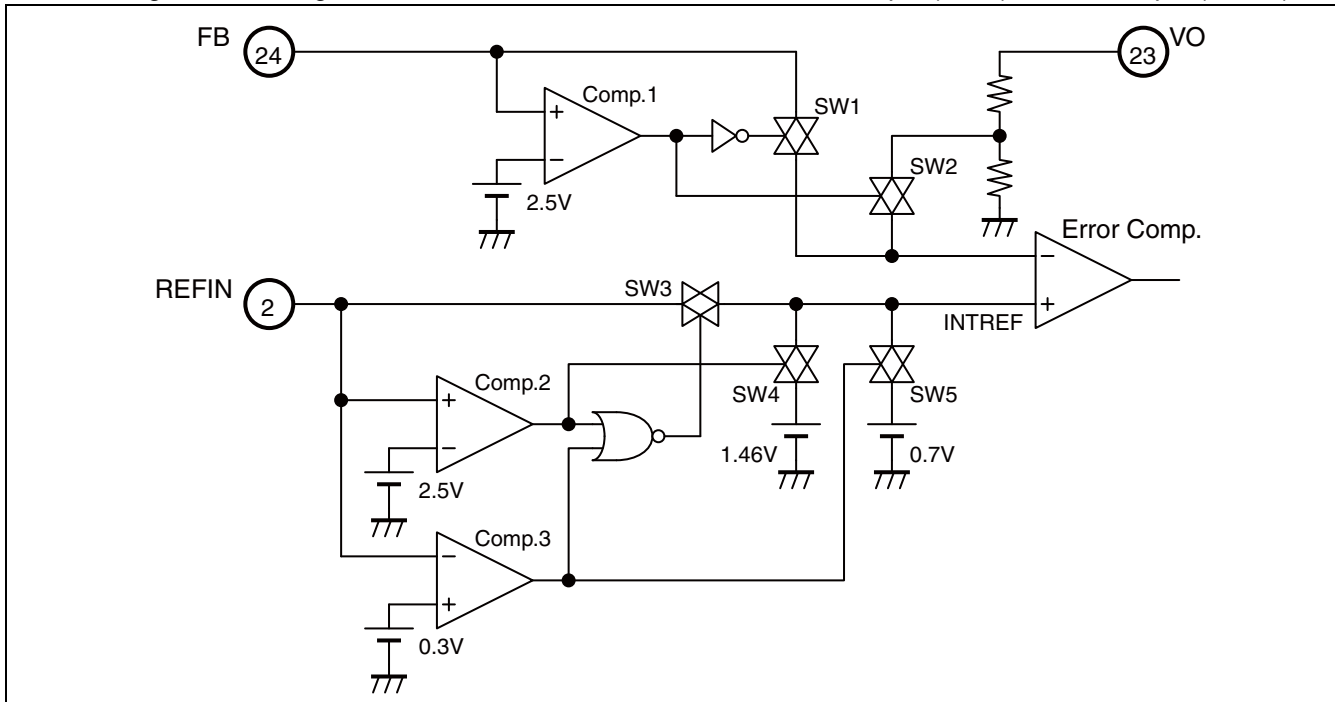 FB
24
VO
23
Comp.1
+
−
2.5V
SW1
SW2
Error Comp.
−
+
REFIN
2
SW3
INTREF
Comp.2
+
−
2.5V
SW4
1.46V
SW5
0.7V
Comp.3
−
+
0.3V